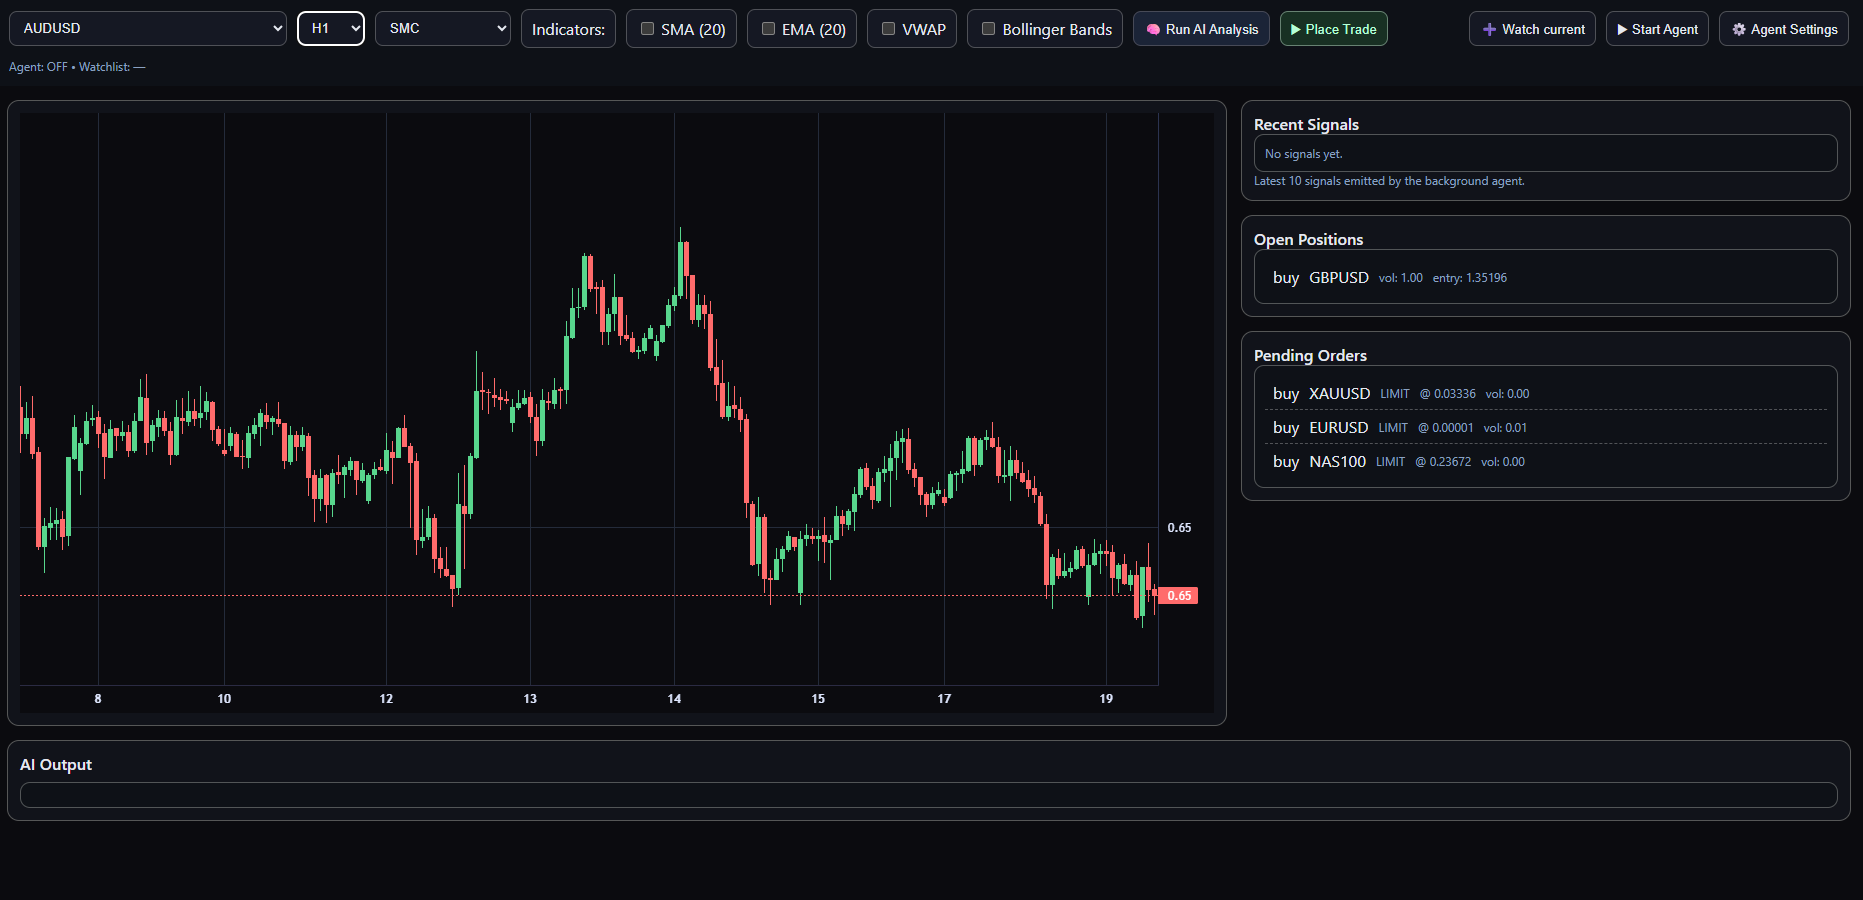 AUDUSD H1 SMC Indicators: SMA (20) EMA (20) VWAP Bollinger Bands Run AI Analysis Place Trade Watch current Start Agent Agent Settings
Agent: OFF • Watchlist: —
0.65
0.65
8 10 12 13 14 15 17 19
Recent Signals
No signals yet.
Latest 10 signals emitted by the background agent.
Open Positions
buy GBPUSD vol: 1.00 entry: 1.35196
Pending Orders
buy XAUUSD LIMIT @ 0.03336 vol: 0.00
buy EURUSD LIMIT @ 0.00001 vol: 0.01
buy NAS100 LIMIT @ 0.23672 vol: 0.00
AI Output